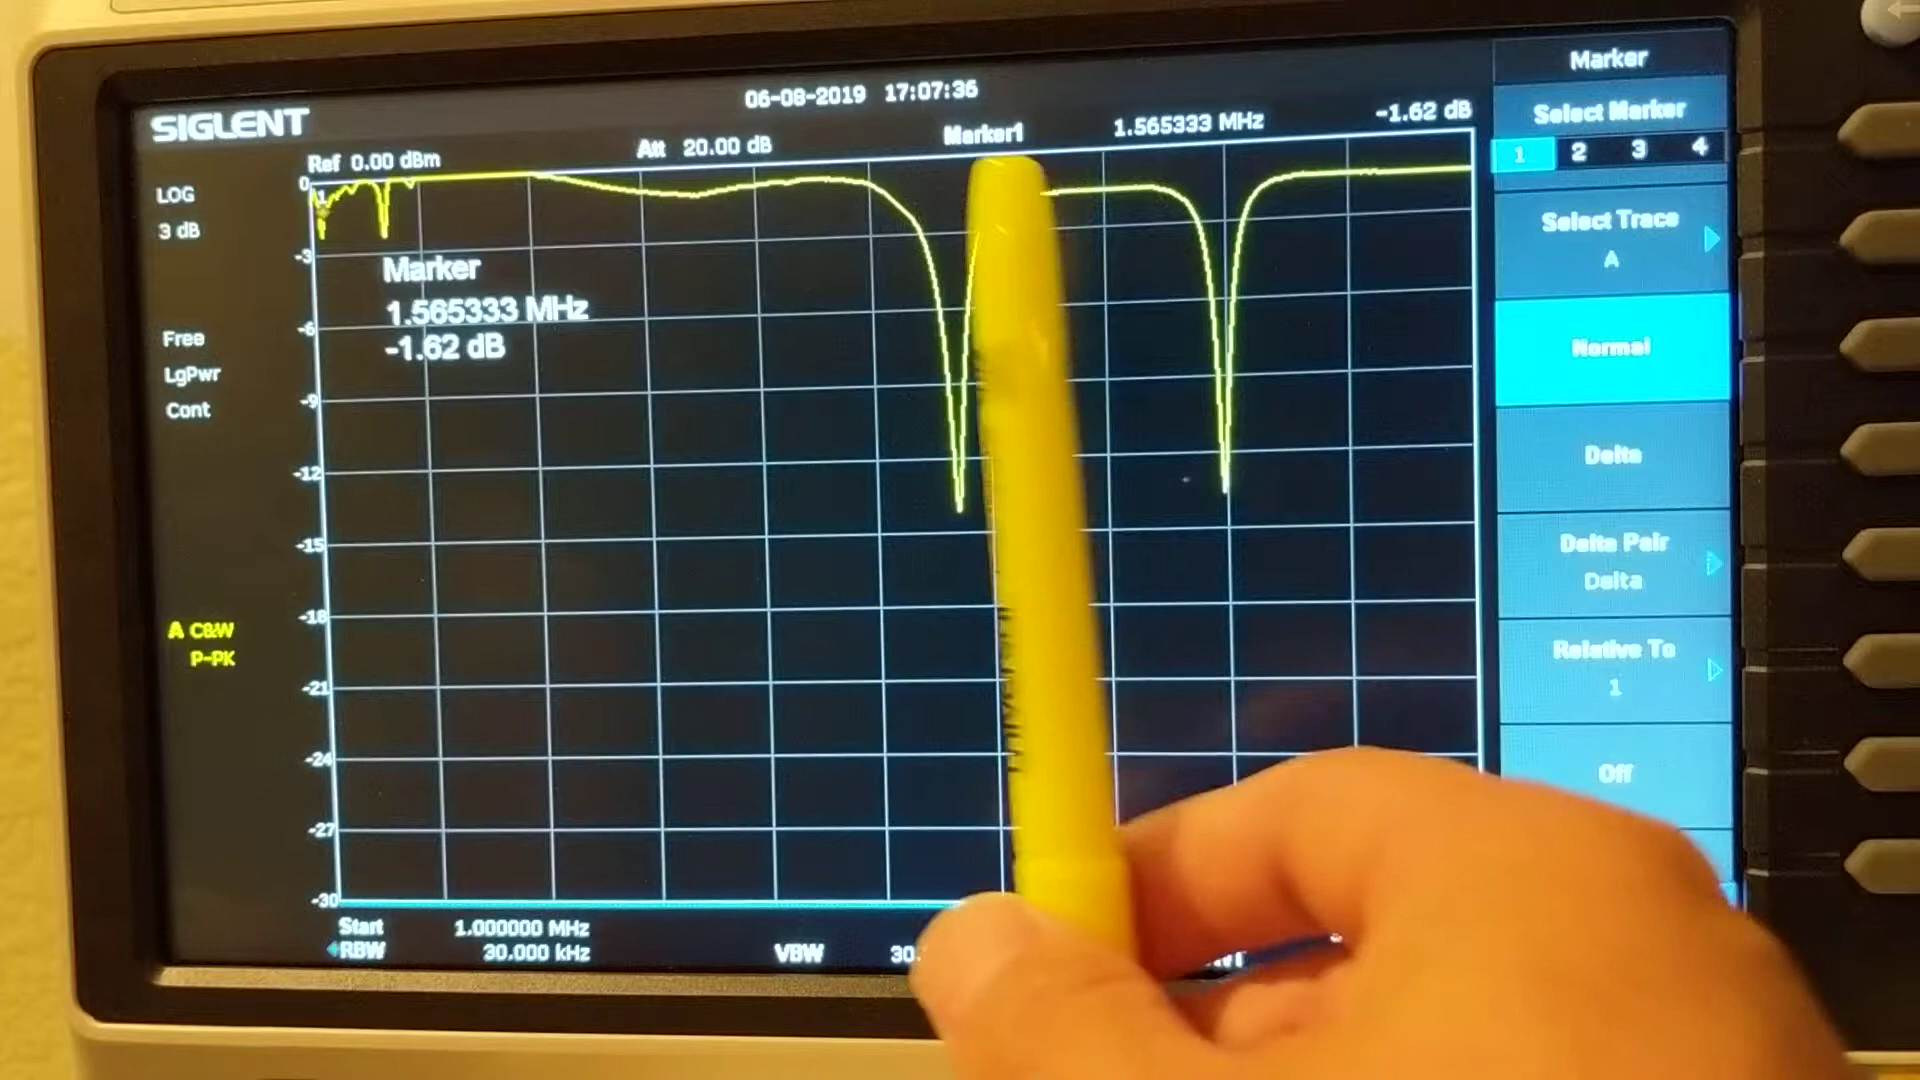 06-08-2019 17:07:36
SIGLENT
Ref 0.00 dBm
Att 20.00 dB
Marker1
1.565333 MHz
-1.62 dB
LOG
3 dB
Free
LgPwr
Cont
A C&W
P-PK
0
-3
-6
-9
-12
-15
-18
-21
-24
-27
-30
1
Marker
1.565333 MHz
-1.62 dB
Start 1.000000 MHz
RBW 30.000 kHz
VBW 30.
Marker
Select Marker
1 2 3 4
Select Trace
A
Normal
Delta
Delta Pair
Delta
Relative To
1
Off